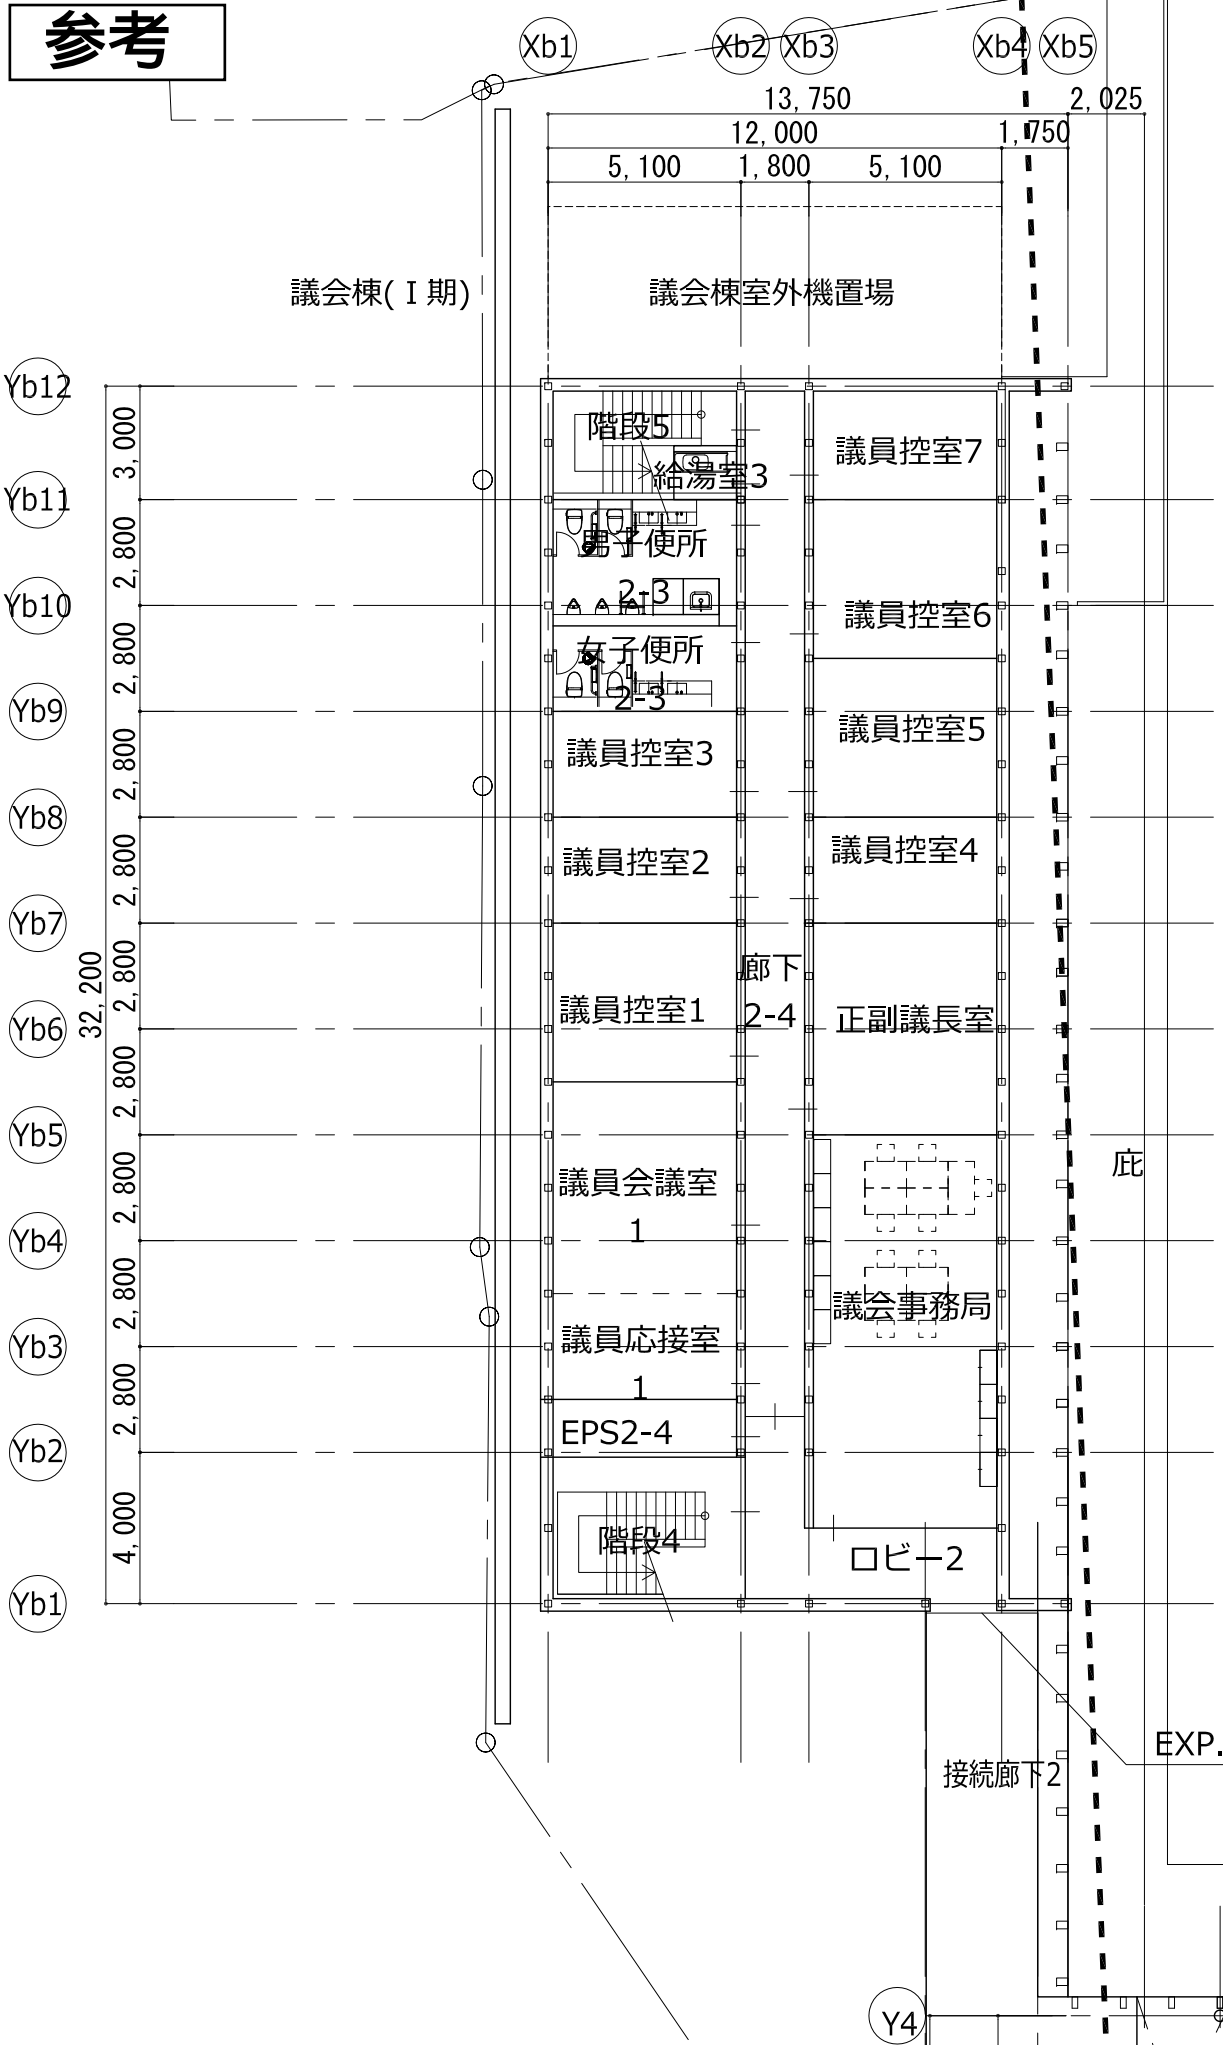 参考
Xb1
Xb2
Xb3
Xb4
Xb5
13,750
2,025
12,000
1,750
5,100
1,800
5,100
議会棟(Ⅰ期)
議会棟室外機置場
Yb12
3,000
階段5
議員控室7
給湯室3
Yb11
2,800
男子便所
2-3
Yb10
議員控室6
2,800
女子便所
2-3
Yb9
議員控室5
議員控室3
2,800
Yb8
議員控室4
議員控室2
2,800
Yb7
32,200
2,800
廊下
2-4
議員控室1
正副議長室
Yb6
2,800
Yb5
庇
2,800
議員会議室
1
Yb4
2,800
議会事務局
Yb3
議員応接室
1
2,800
EPS2-4
Yb2
4,000
階段4
ロビー2
Yb1
EXP.
接続廊下2
Y4